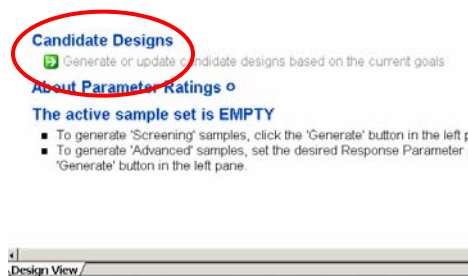 Candidate Designs
Generate or update candidate designs based on the current goals
About Parameter Ratings
The active sample set is EMPTY
To generate 'Screening' samples, click the 'Generate' button in the left
To generate 'Advanced' samples, set the desired Response Parameter
'Generate' button in the left pane.
Design View